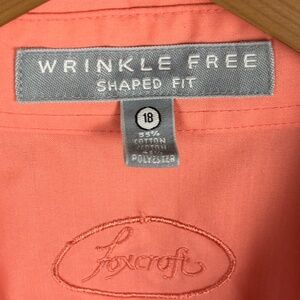 WRINKLE FREE
SHAPED FIT
18
55%
COTTON
POLYESTER
Foxcroft